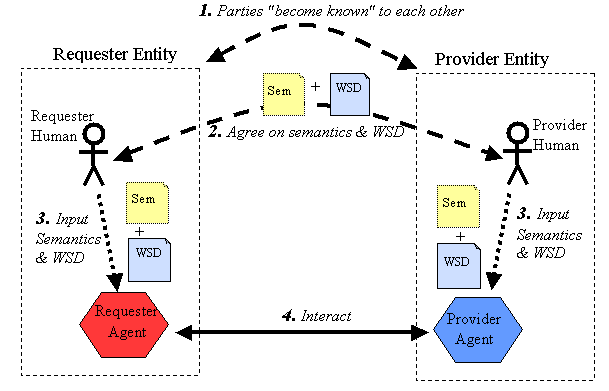 1. Parties "become known" to each other
Requester Entity
Provider Entity
Sem
+
WSD
2. Agree on semantics & WSD
Requester
Human
Provider
Human
3. Input
Semantics
& WSD
Sem
+
WSD
Sem
+
WSD
3. Input
Semantics
& WSD
Requester
Agent
4. Interact
Provider
Agent